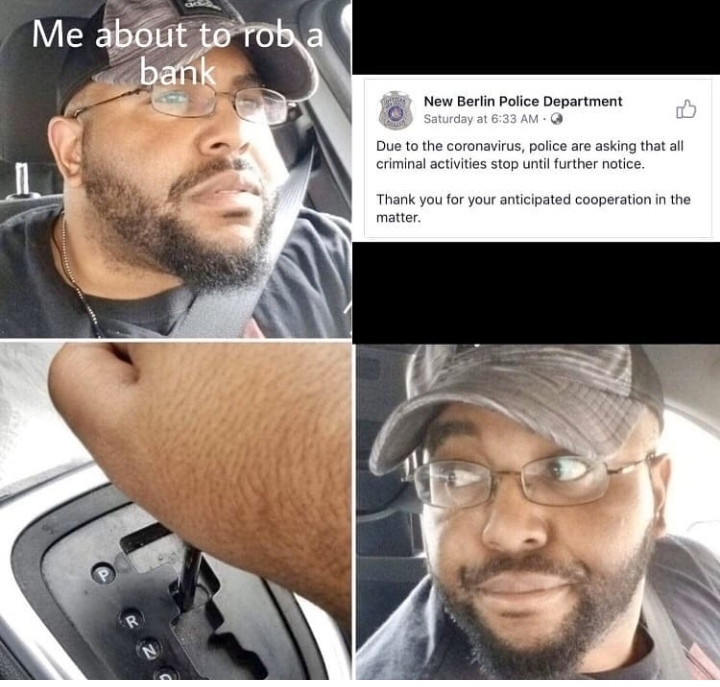 Me about to rob a
bank
New Berlin Police Department
Saturday at 6:33 AM ·
Due to the coronavirus, police are asking that all
criminal activities stop until further notice.
Thank you for your anticipated cooperation in the
matter.
P
R
N
D